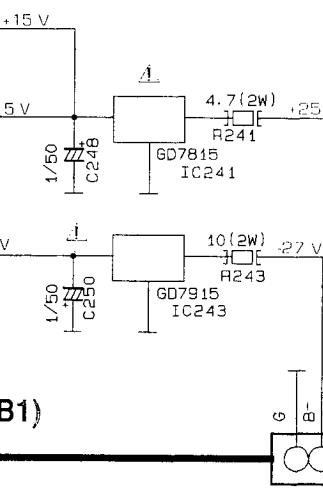 +15 V
5 V
4.7(2W)
+25
R241
1/50
C248
GD7815
IC241
V
10(2W)
-27 V
R243
1/50
C250
GD7915
IC243
B1)
G
B-